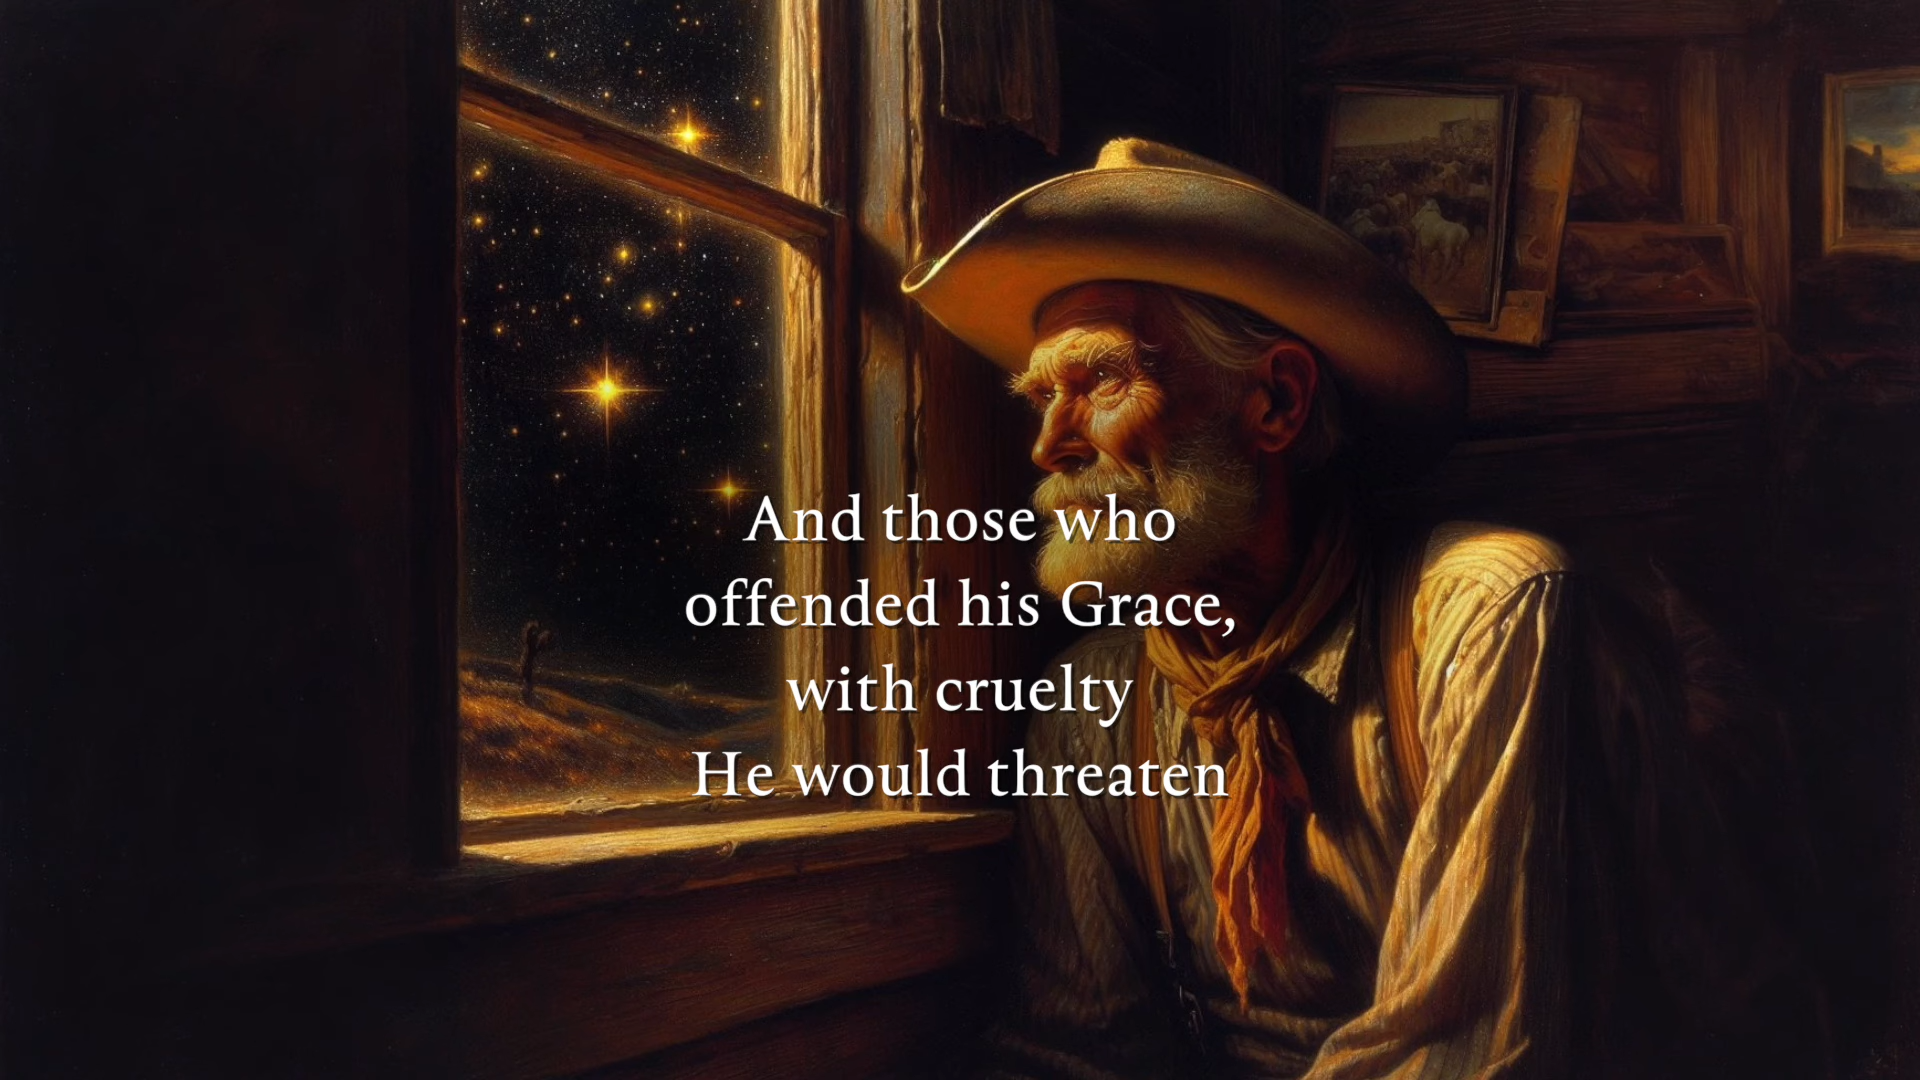 And those who
offended his Grace,
with cruelty
He would threaten